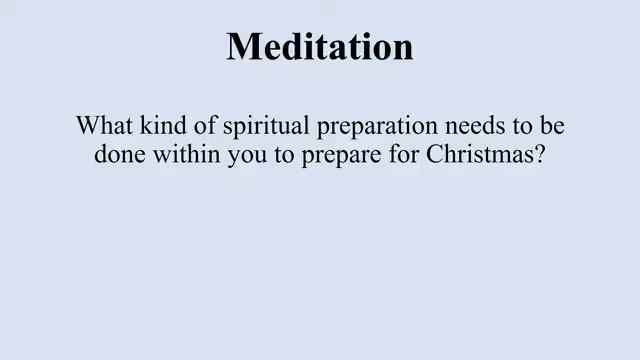 Meditation
What kind of spiritual preparation needs to be
done within you to prepare for Christmas?